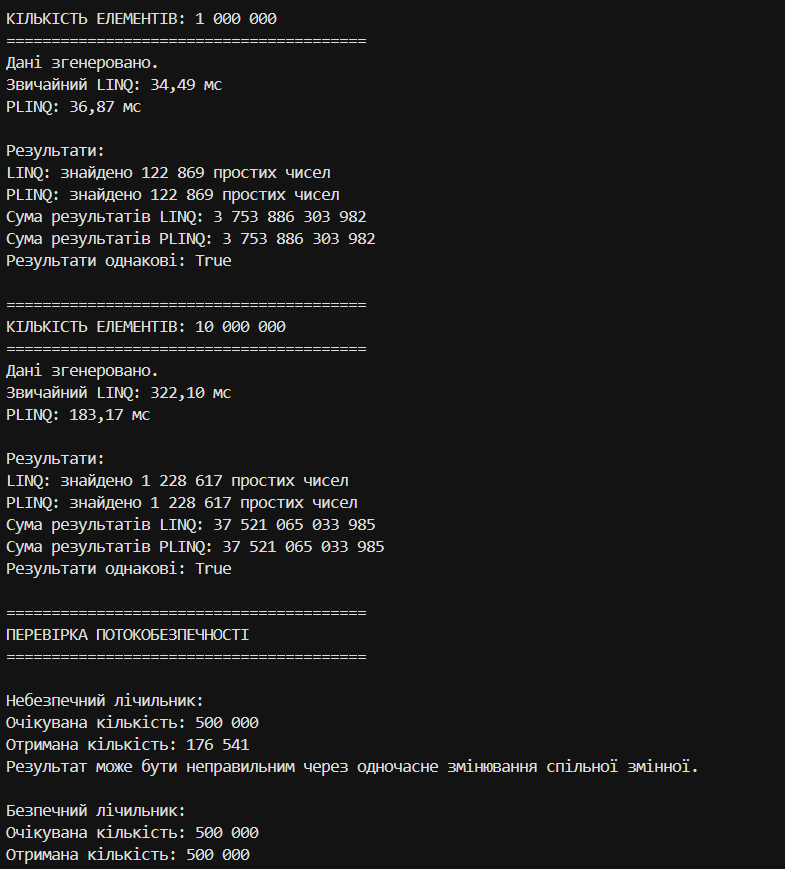 КІЛЬКІСТЬ ЕЛЕМЕНТІВ: 1 000 000
========================================
Дані згенеровано.
Звичайний LINQ: 34,49 мс
PLINQ: 36,87 мс
Результати:
LINQ: знайдено 122 869 простих чисел
PLINQ: знайдено 122 869 простих чисел
Сума результатів LINQ: 3 753 886 303 982
Сума результатів PLINQ: 3 753 886 303 982
Результати однакові: True
========================================
КІЛЬКІСТЬ ЕЛЕМЕНТІВ: 10 000 000
========================================
Дані згенеровано.
Звичайний LINQ: 322,10 мс
PLINQ: 183,17 мс
Результати:
LINQ: знайдено 1 228 617 простих чисел
PLINQ: знайдено 1 228 617 простих чисел
Сума результатів LINQ: 37 521 065 033 985
Сума результатів PLINQ: 37 521 065 033 985
Результати однакові: True
========================================
ПЕРЕВІРКА ПОТОКОБЕЗПЕЧНОСТІ
========================================
Небезпечний лічильник:
Очікувана кількість: 500 000
Отримана кількість: 176 541
Результат може бути неправильним через одночасне змінювання спільної змінної.
Безпечний лічильник:
Очікувана кількість: 500 000
Отримана кількість: 500 000